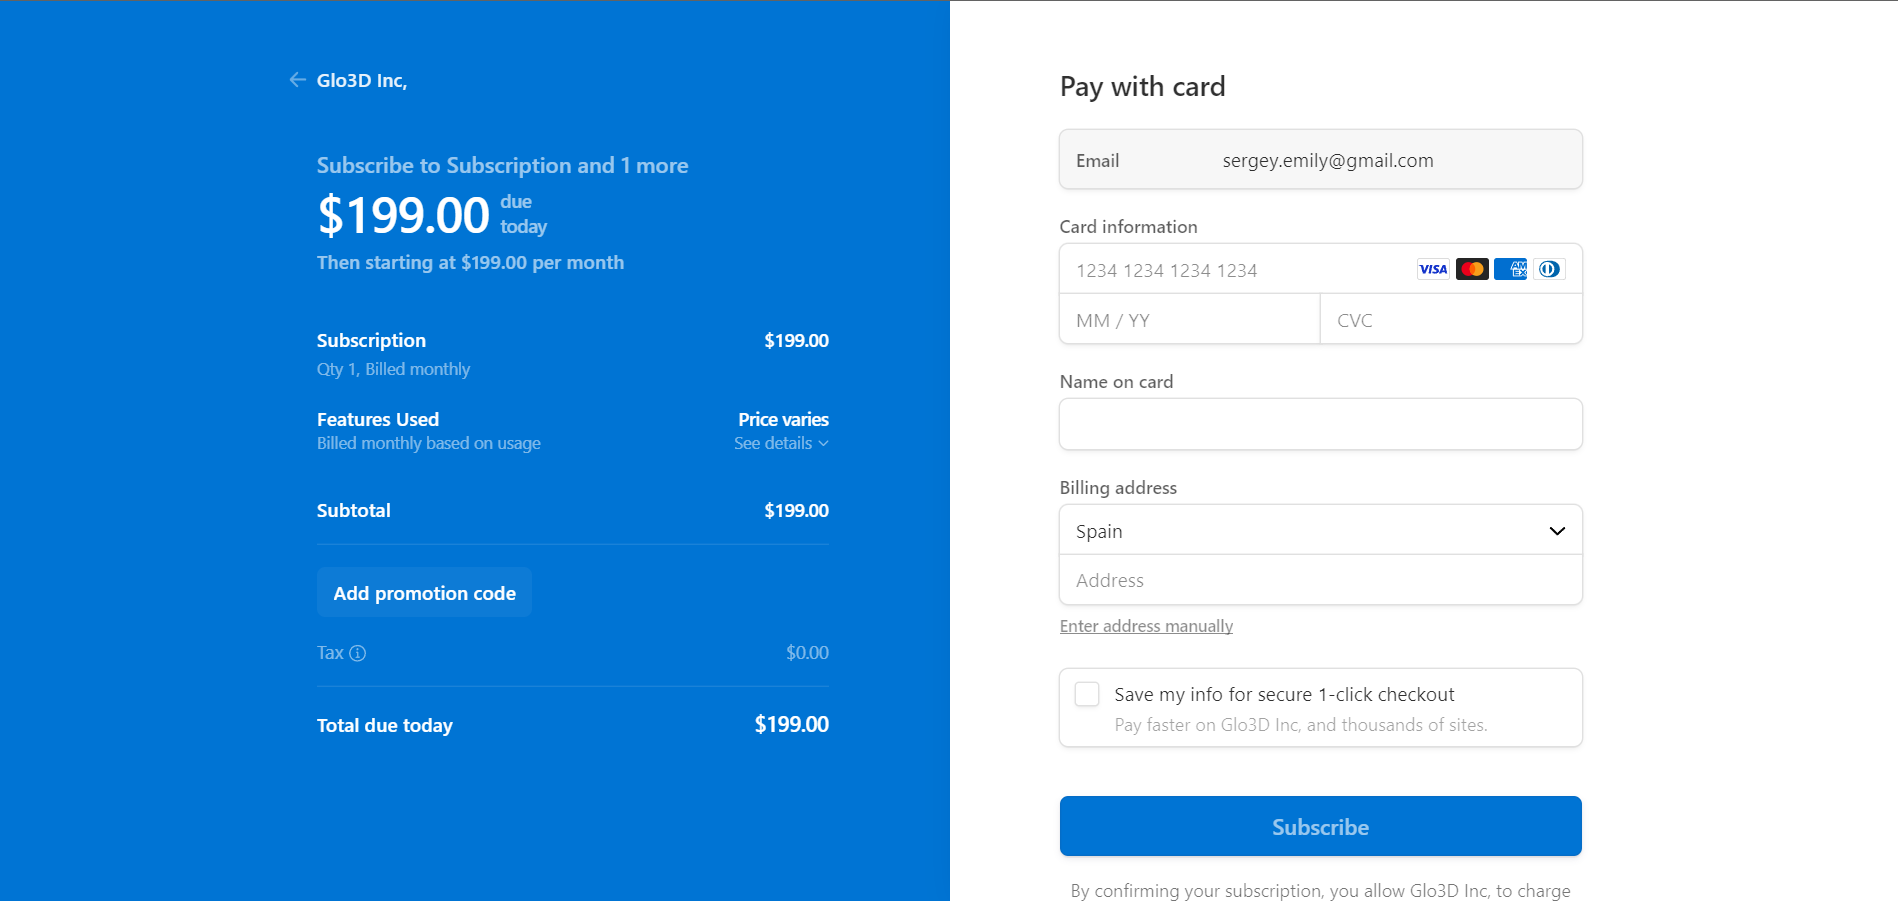 Glo3D Inc,
Subscribe to Subscription and 1 more
$199.00 due today
Then starting at $199.00 per month
Subscription $199.00
Qty 1, Billed monthly
Features Used Price varies
Billed monthly based on usage See details
Subtotal $199.00
Add promotion code
Tax $0.00
Total due today $199.00
Pay with card
Email sergey.emily@gmail.com
Card information
1234 1234 1234 1234 VISA AM EX
MM / YY CVC
Name on card
Billing address
Spain
Address
Enter address manually
Save my info for secure 1-click checkout
Pay faster on Glo3D Inc, and thousands of sites.
Subscribe
By confirming your subscription, you allow Glo3D Inc, to charge